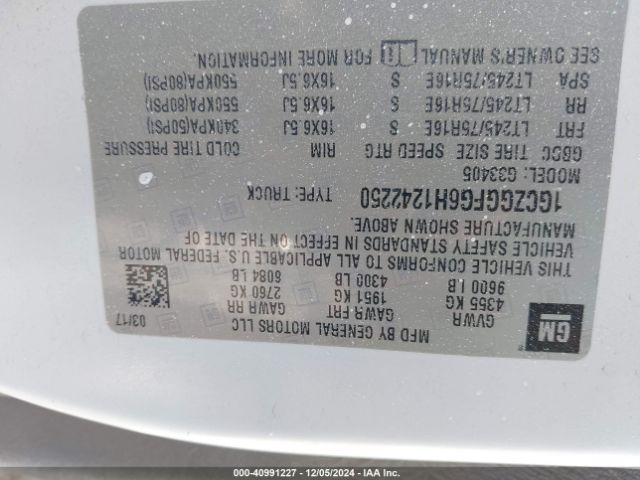 GM
MFD BY GENERAL MOTORS LLC
03/17
GVWR GAWR FRT GAWR RR
4355 KG 1951 KG 2760 KG
9600 LB 4300 LB 6084 LB
THIS VEHICLE CONFORMS TO ALL APPLICABLE U.S. FEDERAL MOTOR
VEHICLE SAFETY STANDARDS IN EFFECT ON THE DATE OF
MANUFACTURE SHOWN ABOVE.
1GCZGGFG6H1242250 TYPE: TRUCK
MODEL: G33405
GBSC TIRE SIZE SPEED RTG RIM COLD TIRE PRESSURE
FRT LT245/75R16E S 16X6.5J 340KPA(50PSI)
RR LT245/75R16E S 16X6.5J 550KPA(80PSI)
SPA LT245/75R16E S 16X6.5J 550KPA(80PSI)
SEE OWNER'S MANUAL FOR MORE INFORMATION.
000-40991227 - 12/05/2024 - IAA Inc.